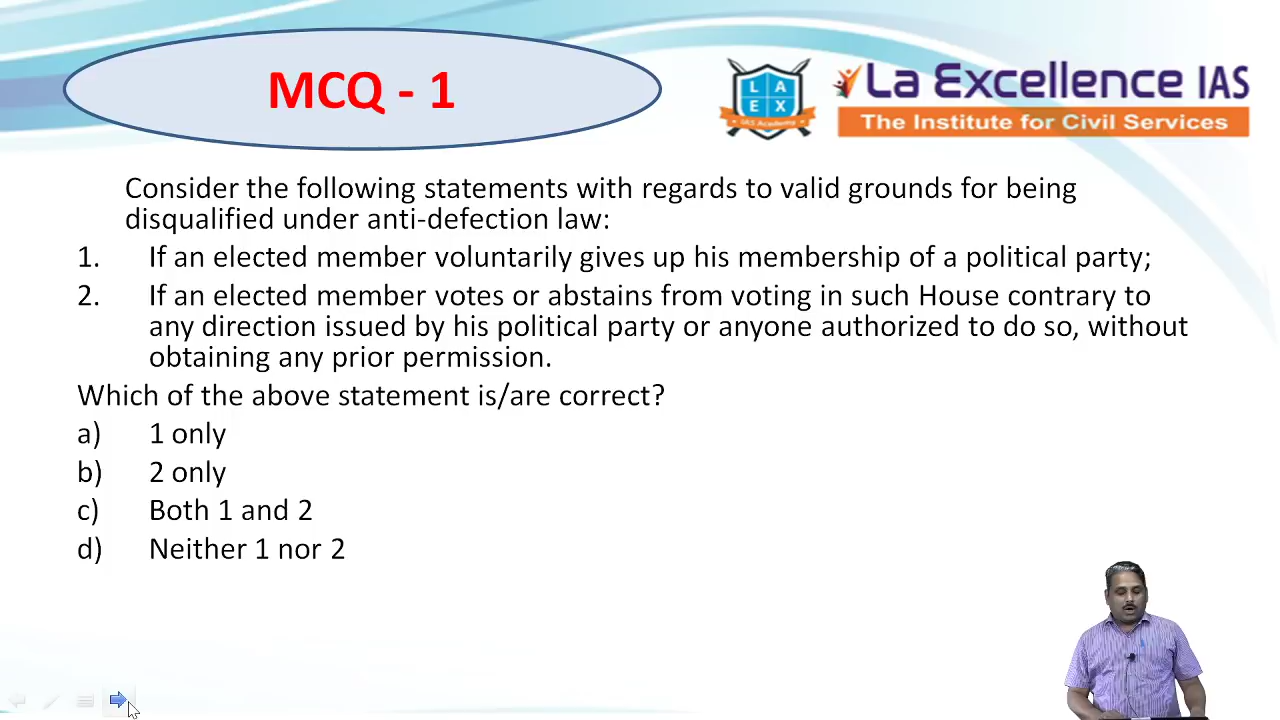 MCQ - 1
L A
E X
IAS Academy
La Excellence IAS
The Institute for Civil Services
Consider the following statements with regards to valid grounds for being
disqualified under anti-defection law:
1. If an elected member voluntarily gives up his membership of a political party;
2. If an elected member votes or abstains from voting in such House contrary to
any direction issued by his political party or anyone authorized to do so, without
obtaining any prior permission.
Which of the above statement is/are correct?
a) 1 only
b) 2 only
c) Both 1 and 2
d) Neither 1 nor 2